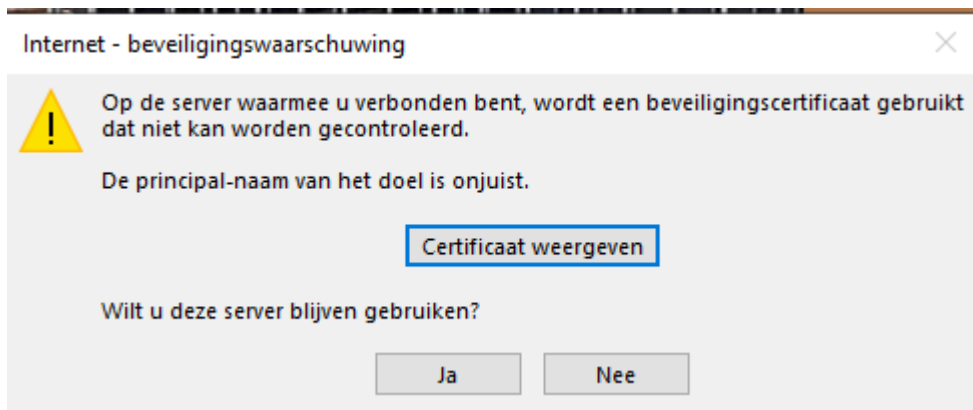 Internet - beveiligingswaarschuwing
Op de server waarmee u verbonden bent, wordt een beveiligingscertificaat gebruikt
dat niet kan worden gecontroleerd.
De principal-naam van het doel is onjuist.
Certificaat weergeven
Wilt u deze server blijven gebruiken?
Ja
Nee